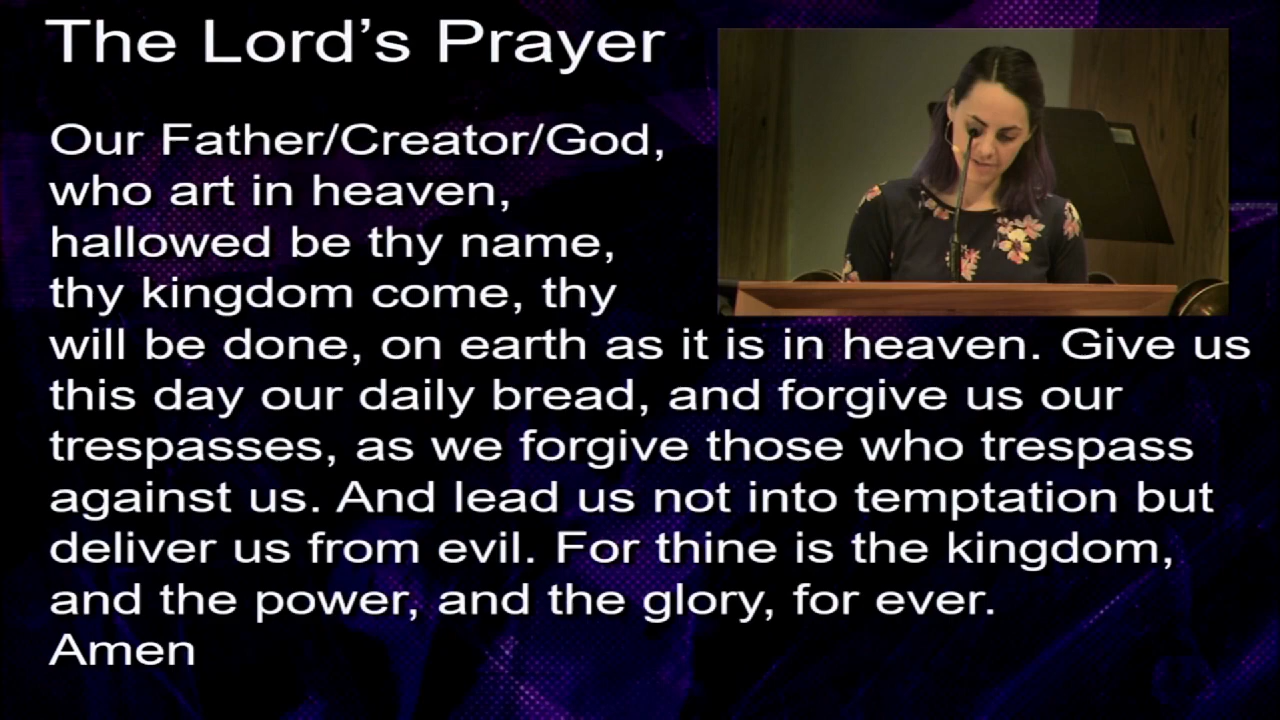 The Lord's Prayer
Our Father/Creator/God,
who art in heaven,
hallowed be thy name,
thy kingdom come, thy
will be done, on earth as it is in heaven. Give us
this day our daily bread, and forgive us our
trespasses, as we forgive those who trespass
against us. And lead us not into temptation but
deliver us from evil. For thine is the kingdom,
and the power, and the glory, for ever.
Amen